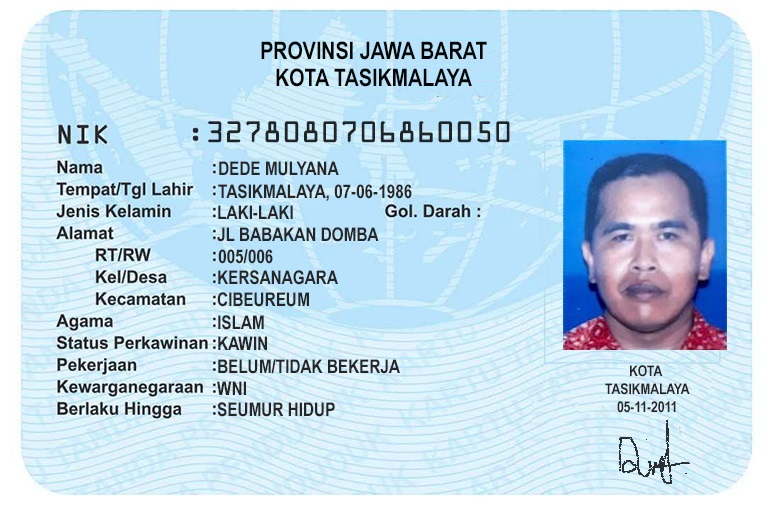 PROVINSI JAWA BARAT
KOTA TASIKMALAYA
NIK : 3278080706860050
Nama : DEDE MULYANA
Tempat/Tgl Lahir : TASIKMALAYA, 07-06-1986
Jenis Kelamin : LAKI-LAKI Gol. Darah :
Alamat : JL BABAKAN DOMBA
RT/RW : 005/006
Kel/Desa : KERSANAGARA
Kecamatan : CIBEUREUM
Agama : ISLAM
Status Perkawinan : KAWIN
Pekerjaan : BELUM/TIDAK BEKERJA
Kewarganegaraan : WNI
Berlaku Hingga : SEUMUR HIDUP
KOTA
TASIKMALAYA
05-11-2011